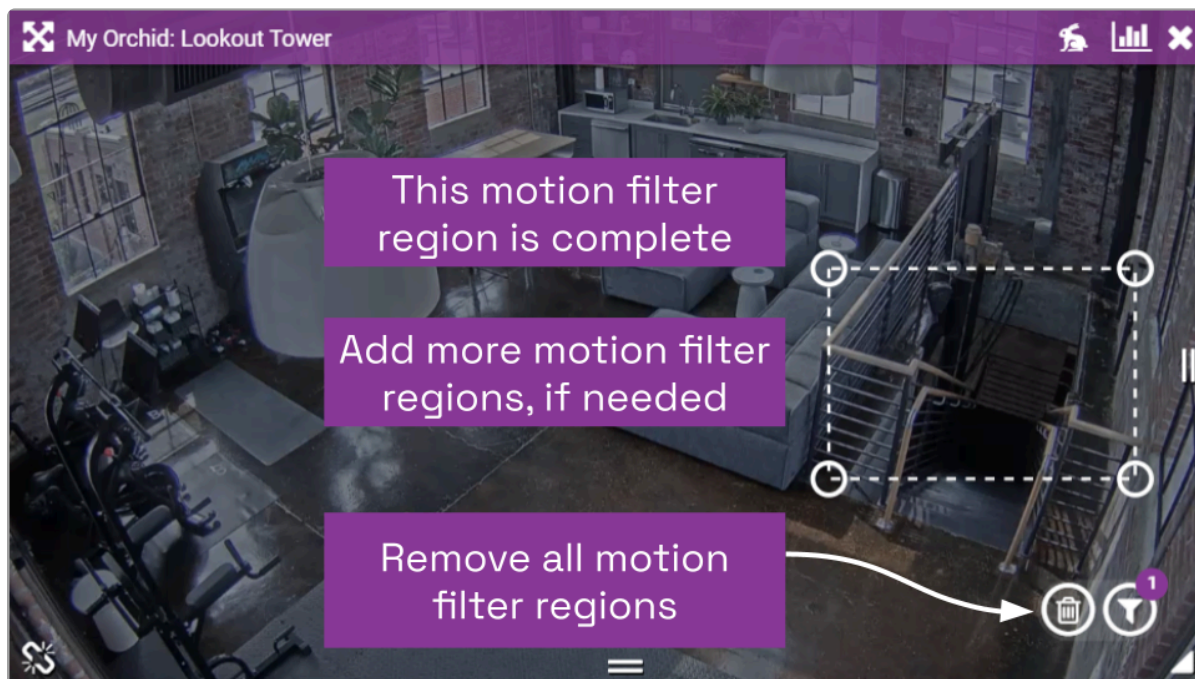 My Orchid: Lookout Tower
This motion filter
region is complete
Add more motion filter
regions, if needed
Remove all motion
filter regions
1